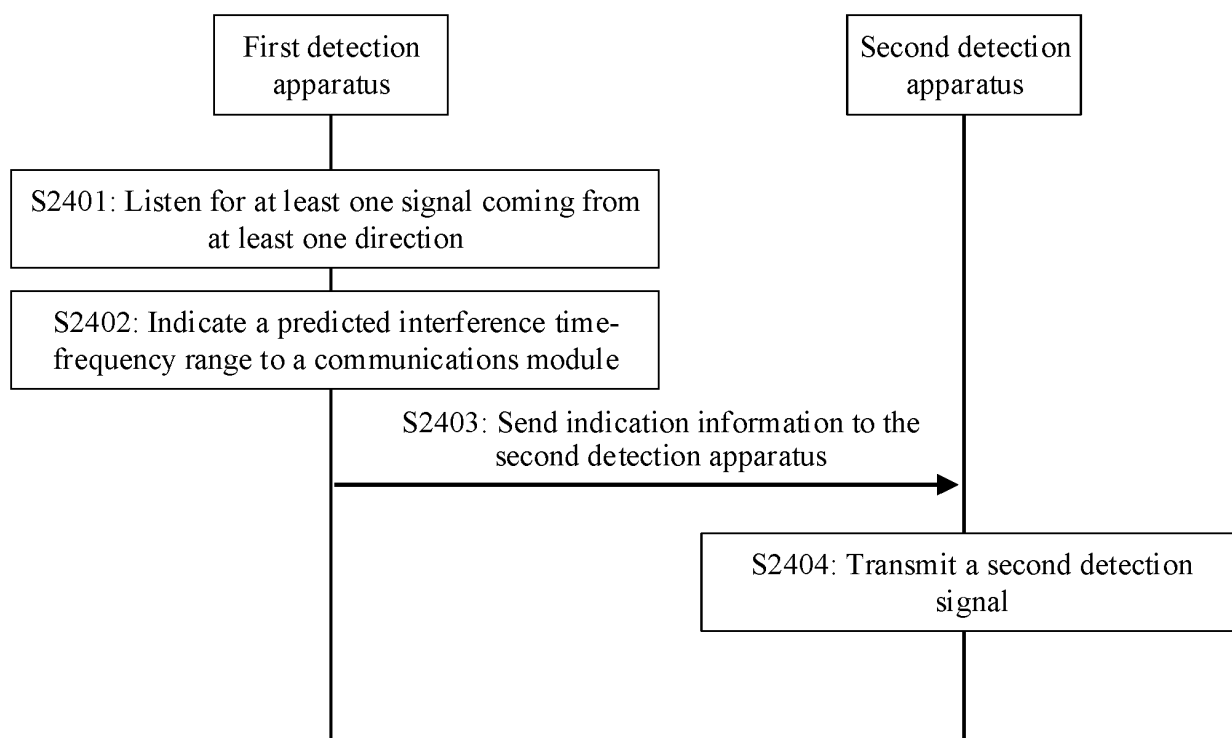 First detection
apparatus
Second detection
apparatus
S2401: Listen for at least one signal coming from
at least one direction
S2402: Indicate a predicted interference time-
frequency range to a communications module
S2403: Send indication information to the
second detection apparatus
S2404: Transmit a second detection
signal